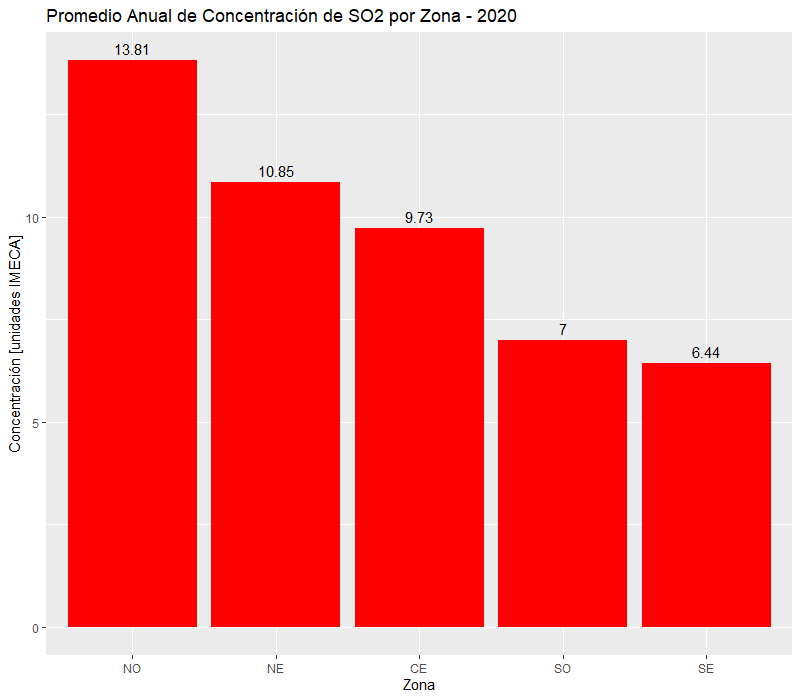 Promedio Anual de Concentración de SO2 por Zona - 2020
13.81
10.85
9.73
7
6.44
Concentración [unidades IMECA]
10
5
0
NO NE CE SO SE
Zona